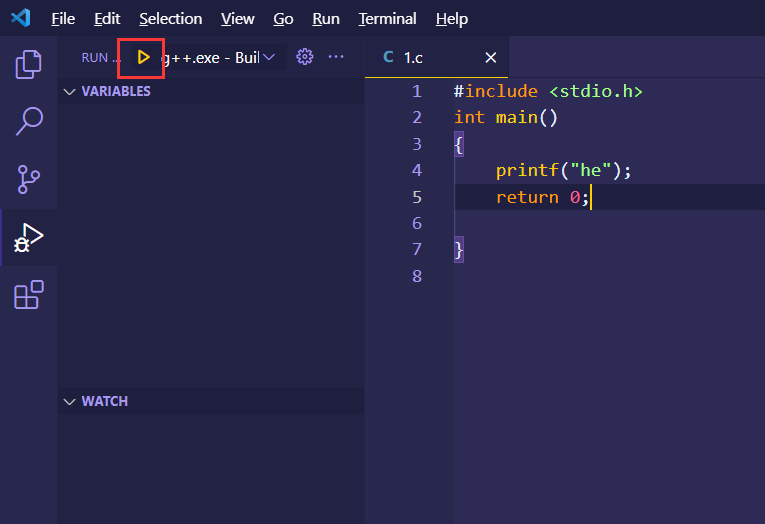 File Edit Selection View Go Run Terminal Help
RUN ... g++.exe - Buil ...
C 1.c
VARIABLES
WATCH
1 #include <stdio.h>
2 int main()
3 {
4 printf("he");
5 return 0;
6
7 }
8